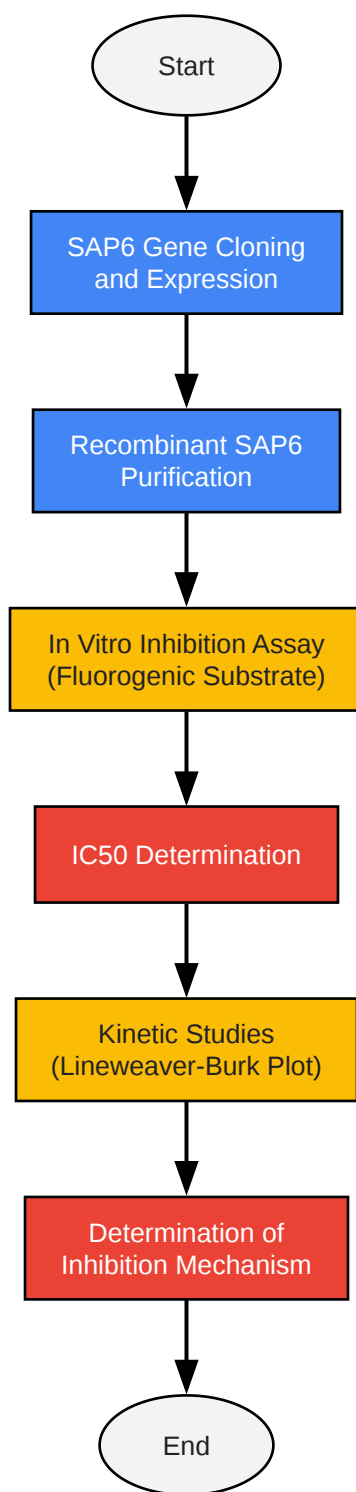 Start
SAP6 Gene Cloning
and Expression
Recombinant SAP6
Purification
In Vitro Inhibition Assay
(Fluorogenic Substrate)
IC50 Determination
Kinetic Studies
(Lineweaver-Burk Plot)
Determination of
Inhibition Mechanism
End